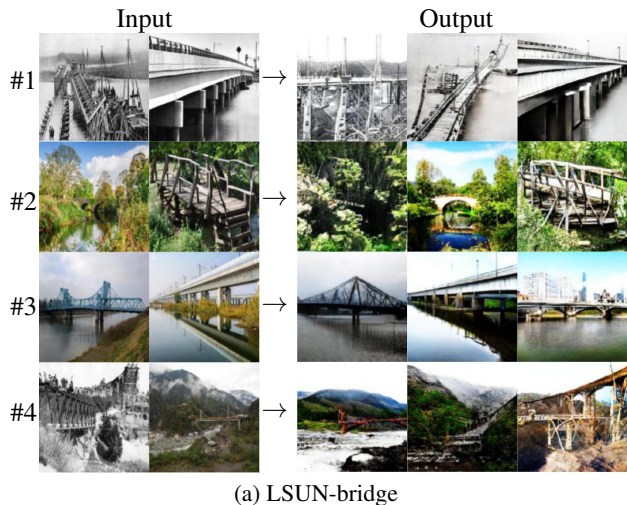 Input Output
#1 →
#2 →
#3 →
#4 →
(a) LSUN-bridge